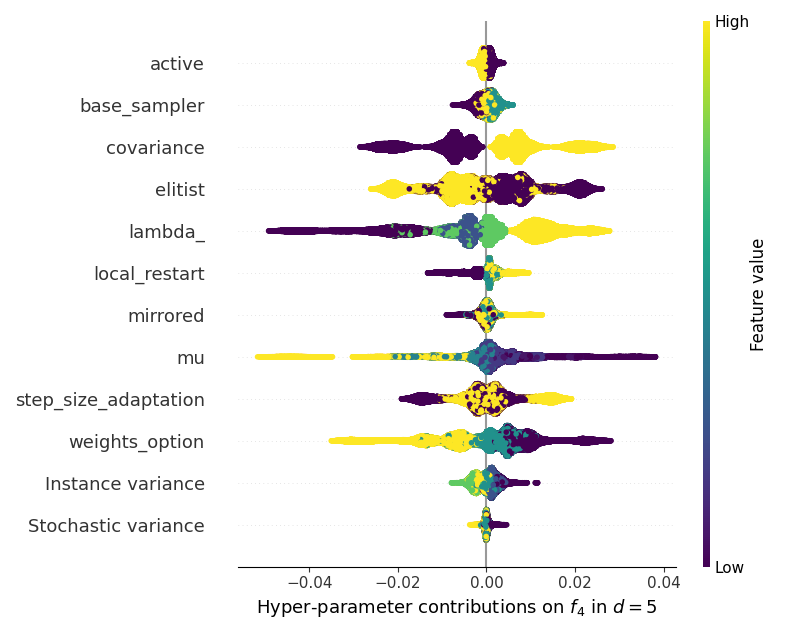 High
active
base_sampler
covariance
elitist
lambda_
local_restart
mirrored
mu
step_size_adaptation
weights_option
Instance variance
Stochastic variance
Feature value
Low
−0.04 −0.02 0.00 0.02 0.04
Hyper-parameter contributions on f₄ in d = 5